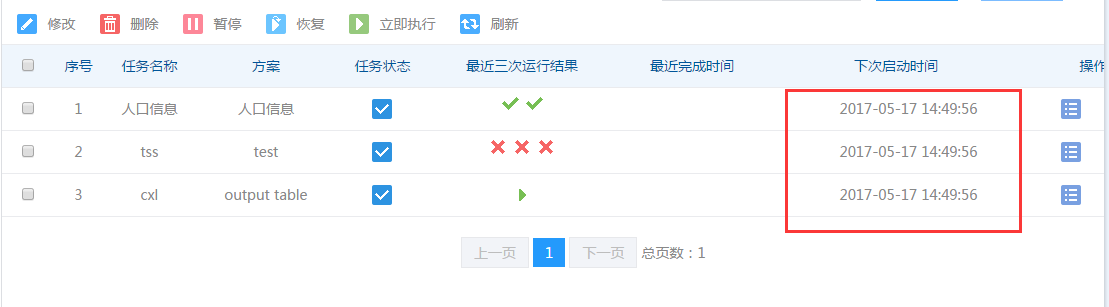 修改 删除 暂停 恢复 立即执行 刷新
序号 任务名称 方案 任务状态 最近三次运行结果 最近完成时间 下次启动时间 操作
1 人口信息 人口信息 2017-05-17 14:49:56
2 tss test 2017-05-17 14:49:56
3 cxl output table 2017-05-17 14:49:56
上一页 1 下一页 总页数：1